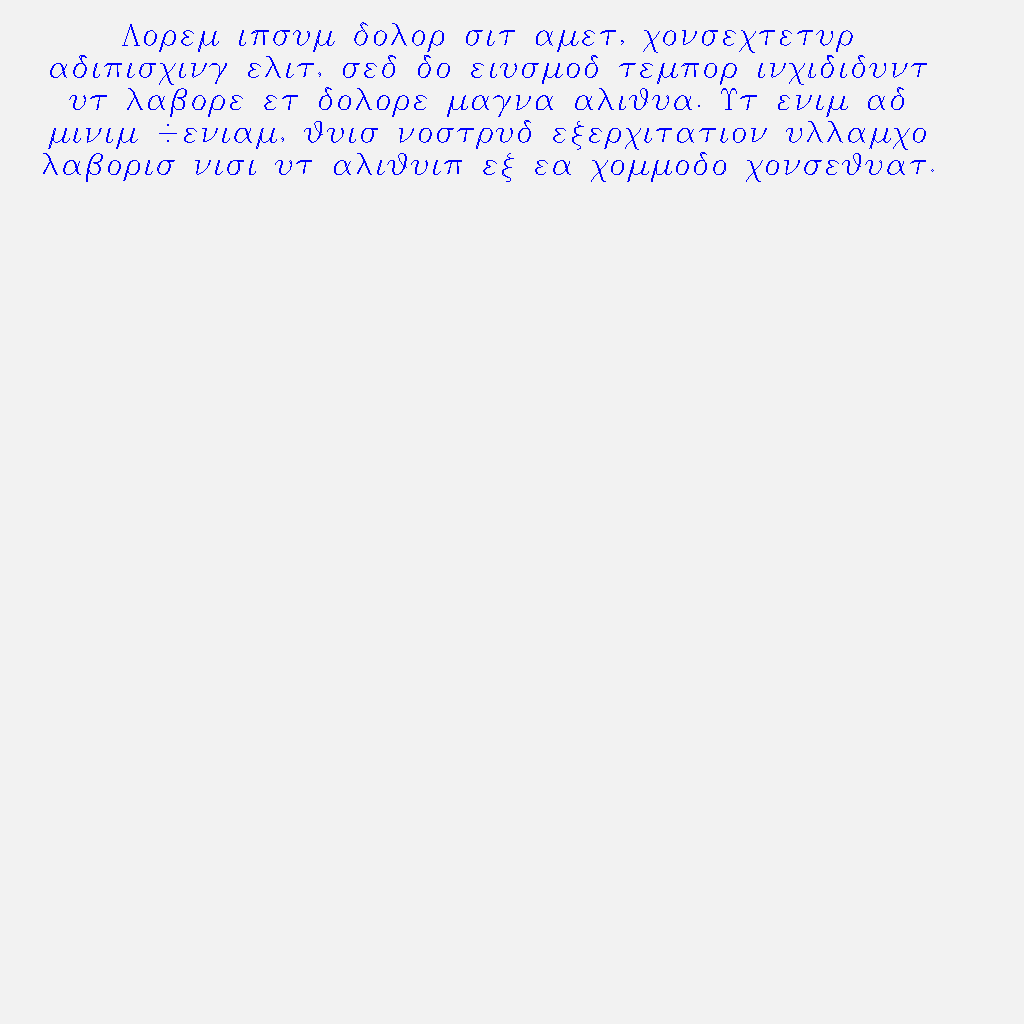 Λορεμ ιπσυμ δολορ σιτ αμετ, χονσεχτετυρ
αδιπισχινγ ελιτ, σεδ δο ειυσμοδ τεμπορ ινχιδιδυντ
υτ λαβορε ετ δολορε μαγνα αλιϑυα. ϒτ ενιμ αδ
μινιμ ÷ενιαμ, ϑυισ νοστρυδ εξερχιτατιον υλλαμχο
λαβορισ νισι υτ αλιϑυιπ εξ εα χομμοδο χονσεϑυατ.